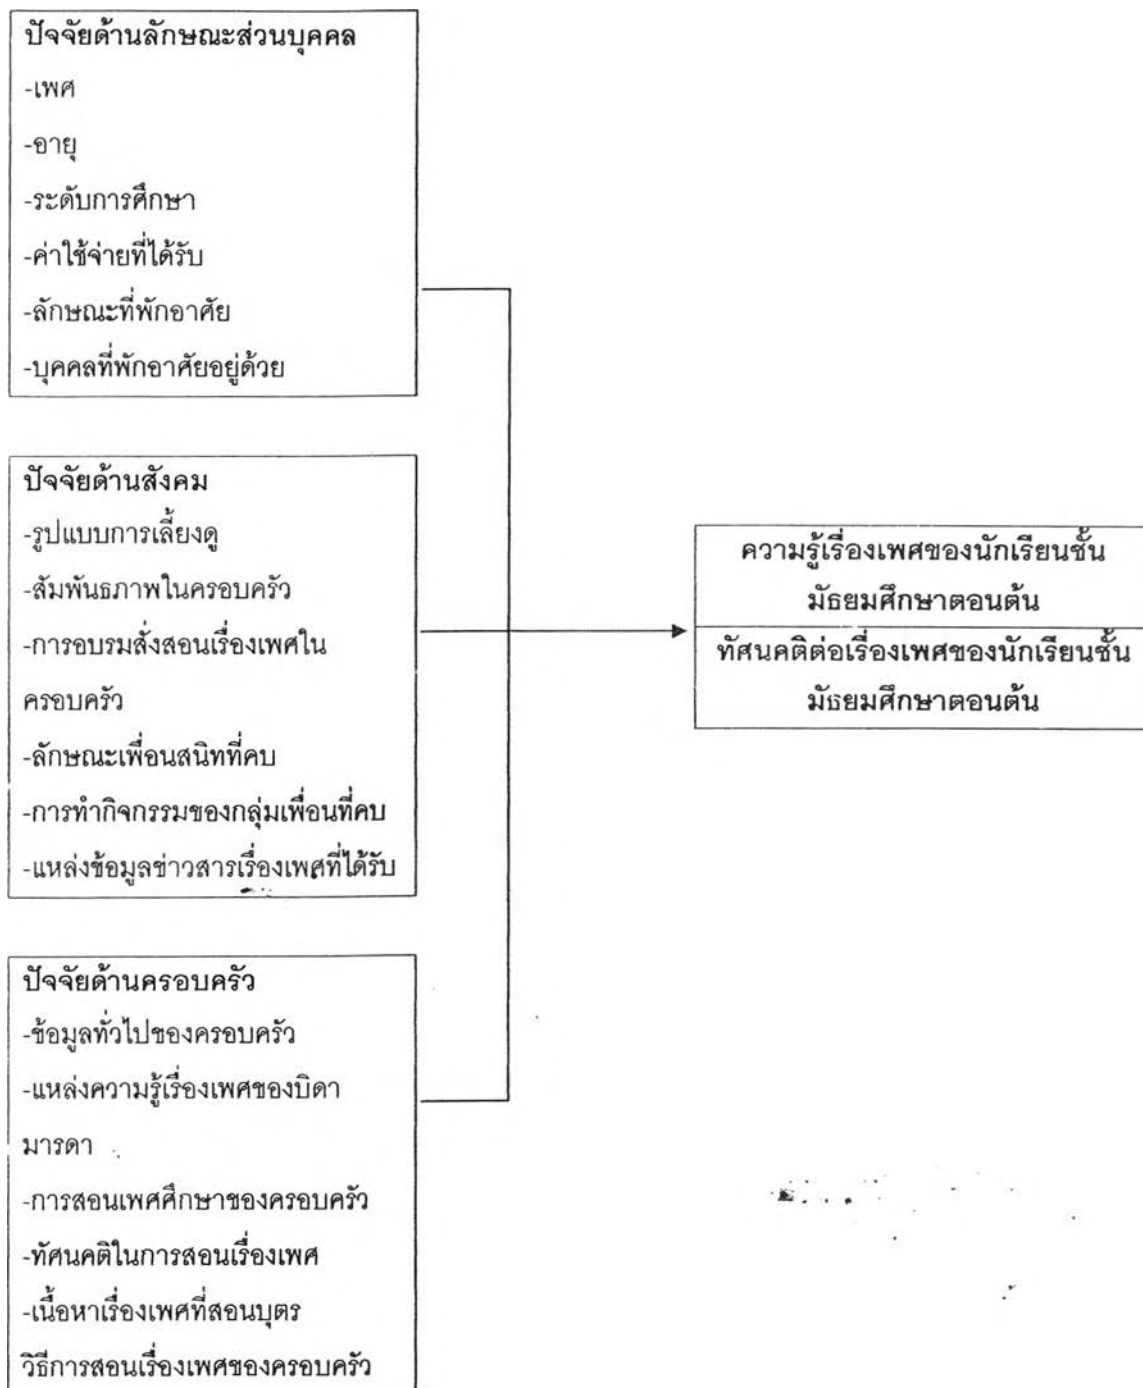 ปัจจัยด้านลักษณะส่วนบุคคล
-เพศ
-อายุ
-ระดับการศึกษา
-ค่าใช้จ่ายที่ได้รับ
-ลักษณะที่พักอาศัย
-บุคคลที่พักอาศัยอยู่ด้วย
ปัจจัยด้านสังคม
-รูปแบบการเลี้ยงดู
-สัมพันธภาพในครอบครัว
-การอบรมสั่งสอนเรื่องเพศใน
ครอบครัว
-ลักษณะเพื่อนสนิทที่คบ
-การทำกิจกรรมของกลุ่มเพื่อนที่คบ
-แหล่งข้อมูลข่าวสารเรื่องเพศที่ได้รับ
ปัจจัยด้านครอบครัว
-ข้อมูลทั่วไปของครอบครัว
-แหล่งความรู้เรื่องเพศของบิดา
มารดา
-การสอนเพศศึกษาของครอบครัว
-ทัศนคติในการสอนเรื่องเพศ
-เนื้อหาเรื่องเพศที่สอนบุตร
วิธีการสอนเรื่องเพศของครอบครัว
ความรู้เรื่องเพศของนักเรียนชั้น
มัธยมศึกษาตอนต้น
ทัศนคติต่อเรื่องเพศของนักเรียนชั้น
มัธยมศึกษาตอนต้น